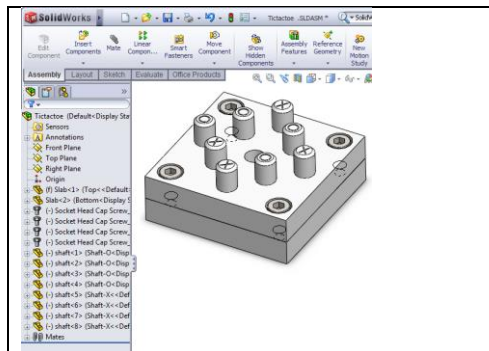 SolidWorks
Tictactoe .SLDASM *
SolidW
Edit Component
Insert Components
Mate
Linear Compon...
Smart Fasteners
Move Component
Show Hidden Components
Assembly Features
Reference Geometry
New Motion Study
Assembly
Layout
Sketch
Evaluate
Office Products
Tictactoe (Default<Display Sta
Sensors
Annotations
Front Plane
Top Plane
Right Plane
Origin
(f) Slab<1> (Top<<Default>
Slab<2> (Bottom<Display S
(-) Socket Head Cap Screw_
(-) Socket Head Cap Screw_
(-) Socket Head Cap Screw_
(-) Socket Head Cap Screw_
(-) shaft<1> (Shaft-O<Disp
(-) shaft<2> (Shaft-O<Disp
(-) shaft<3> (Shaft-O<Disp
(-) shaft<4> (Shaft-O<Disp
(-) shaft<5> (Shaft-X<<Def
(-) shaft<6> (Shaft-X<<Def
(-) shaft<7> (Shaft-X<<Def
(-) shaft<8> (Shaft-X<<Def
Mates